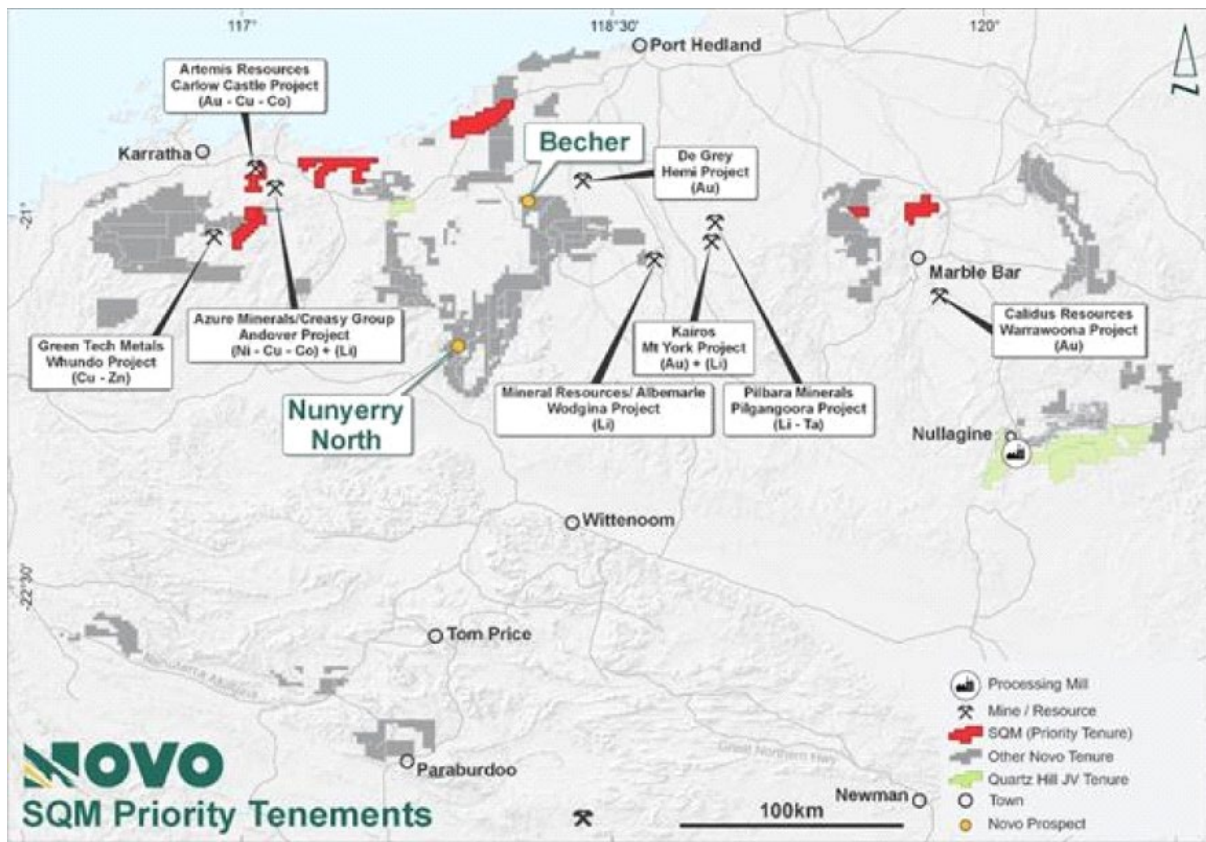 117°
118°30'
120°
Port Hedland
Z
Artemis Resources
Carlow Castle Project
(Au - Cu - Co)
Karratha
Becher
De Grey
Hemi Project
(Au)
-21°
Marble Bar
Green Tech Metals
Whundo Project
(Cu - Zn)
Azure Minerals/Creasy Group
Andover Project
(Ni - Cu - Co) + (Li)
Kairos
Mt York Project
(Au) + (Li)
Calidus Resources
Warrawoona Project
(Au)
Nunyerry
North
Mineral Resources/ Albemarle
Wodgina Project
(Li)
Pilbara Minerals
Pilgangoora Project
(Li - Ta)
Nullagine
Wittenoom
-22°30'
Tom Price
Paraburdoo
Great Northern Hwy
Newman
Processing Mill
Mine / Resource
SQM (Priority Tenure)
Other Novo Tenure
Quartz Hill JV Tenure
Town
Novo Prospect
NOVO
SQM Priority Tenements
100km